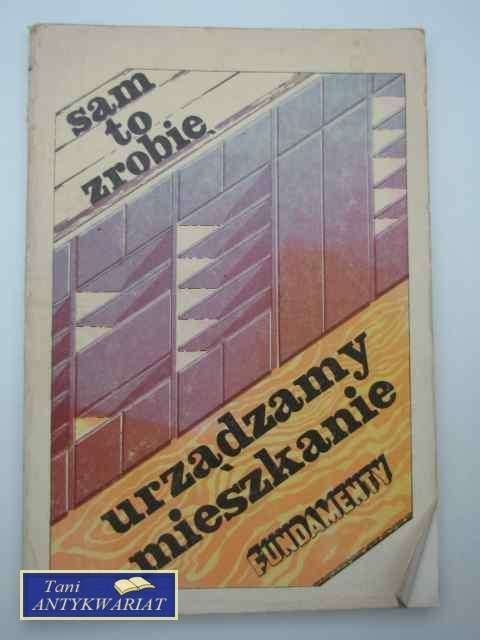 sam
to
zrobię
urządzamy
mieszkanie
FUNDAMENTY
Tani
ANTYKWARIAT